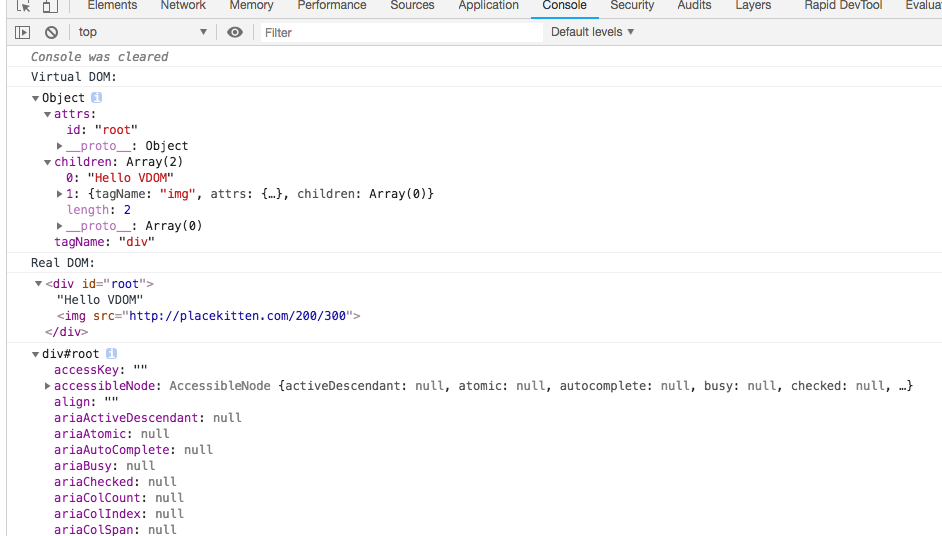 Elements Network Memory Performance Sources Application Console Security Audits Layers Rapid DevTool Evalua
top Filter Default levels
Console was cleared
Virtual DOM:
Object i
attrs:
id: "root"
__proto__: Object
children: Array(2)
0: "Hello VDOM"
1: {tagName: "img", attrs: {…}, children: Array(0)}
length: 2
__proto__: Array(0)
tagName: "div"
Real DOM:
<div id="root">
"Hello VDOM"
<img src="http://placekitten.com/200/300">
</div>
div#root i
accessKey: ""
accessibleNode: AccessibleNode {activeDescendant: null, atomic: null, autocomplete: null, busy: null, checked: null, …}
align: ""
ariaActiveDescendant: null
ariaAtomic: null
ariaAutoComplete: null
ariaBusy: null
ariaChecked: null
ariaColCount: null
ariaColIndex: null
ariaColSpan: null